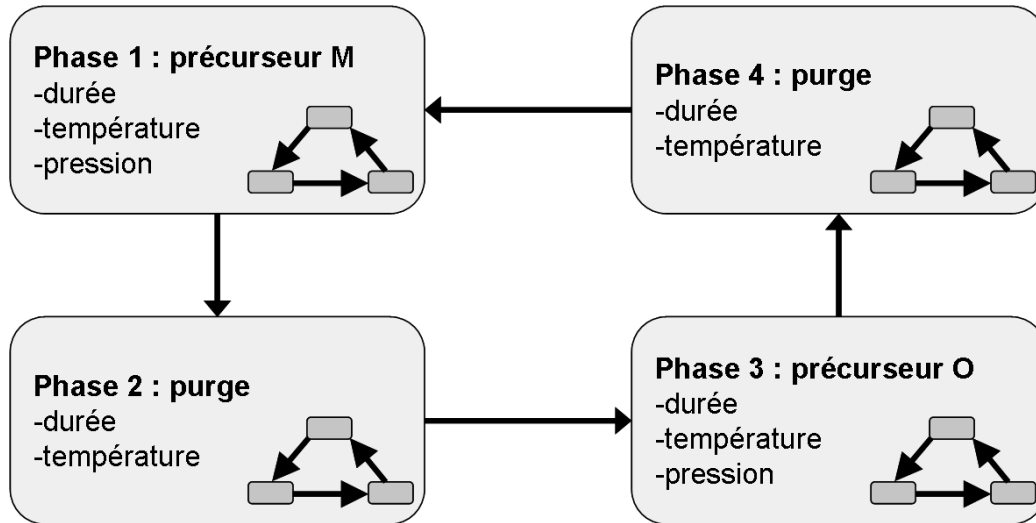 Phase 1 : précurseur M
-durée
-température
-pression
Phase 4 : purge
-durée
-température
Phase 2 : purge
-durée
-température
Phase 3 : précurseur O
-durée
-température
-pression